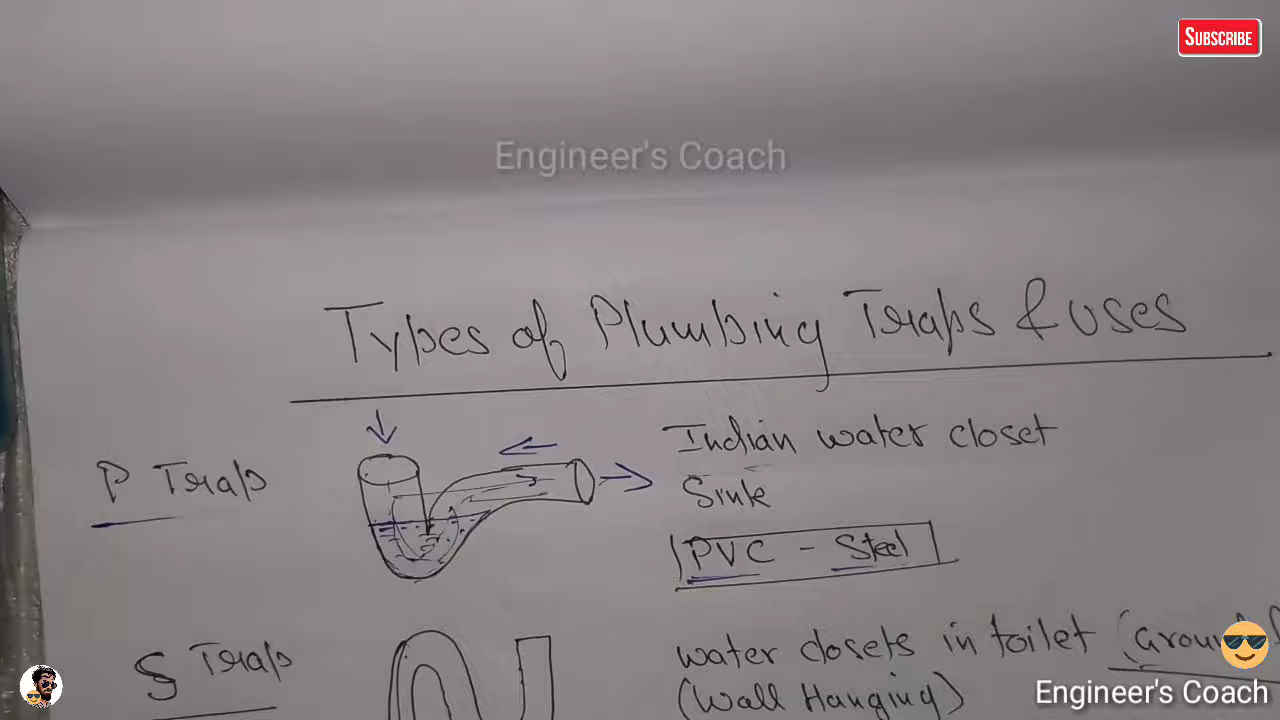 SUBSCRIBE
Engineer's Coach
Types of Plumbing Traps & uses
P Trap
Indian water closet
Sink
PVC - Steel
S Trap
water closets in toilet
(Wall Hanging)
Engineer's Coach